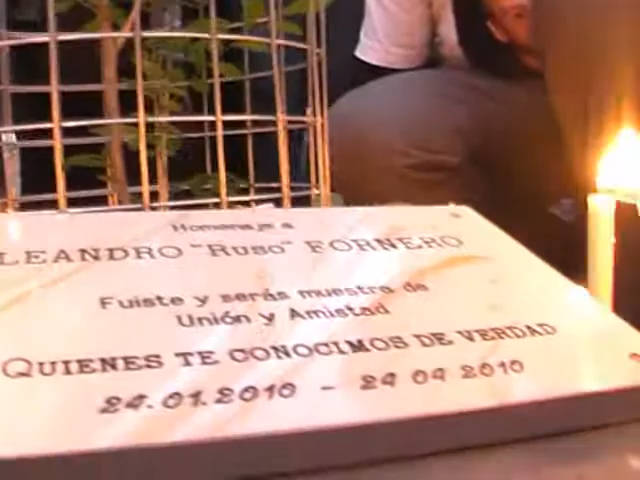 Homenaje a
LEANDRO "RUSO" FORNERO
Fuiste y serás muestra de
Unión y Amistad
QUIENES TE CONOCIMOS DE VERDAD
24.01.2010 - 24 04 2010